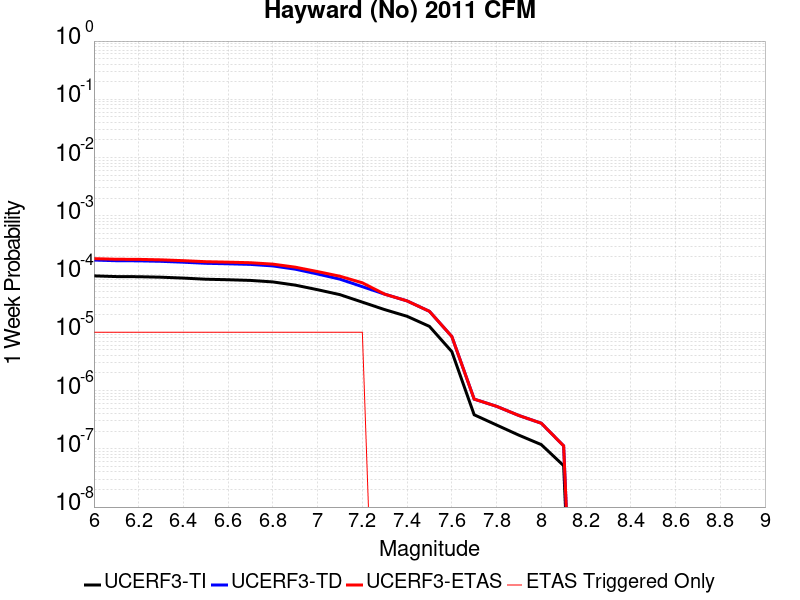 Hayward (No) 2011 CFM
10^0
10^-1
10^-2
10^-3
10^-4
10^-5
10^-6
10^-7
10^-8
1 Week Probability
6 6.2 6.4 6.6 6.8 7 7.2 7.4 7.6 7.8 8 8.2 8.4 8.6 8.8 9
Magnitude
UCERF3-TI UCERF3-TD UCERF3-ETAS ETAS Triggered Only